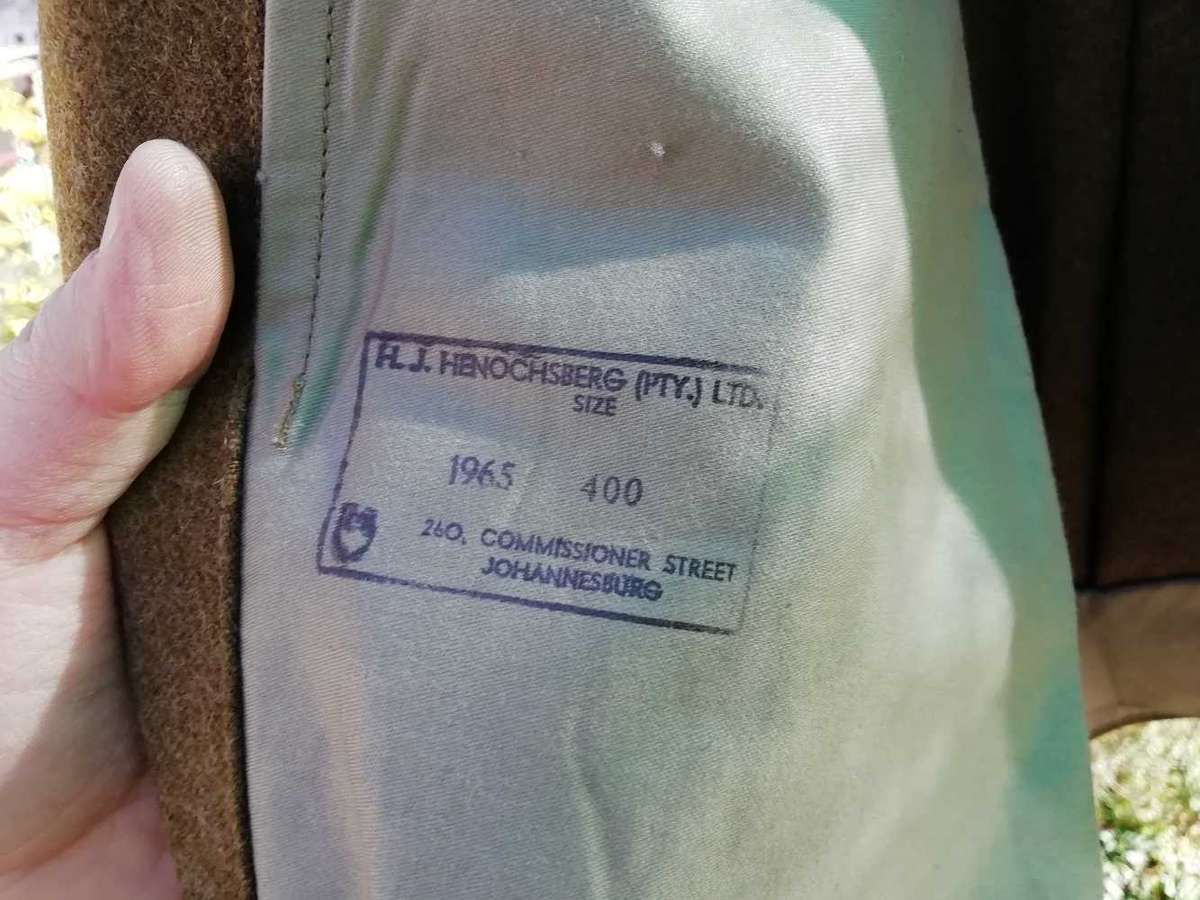 H.J. HENOCHSBERG (PTY.) LTD.
SIZE
1965 400
260, COMMISSIONER STREET
JOHANNESBURG